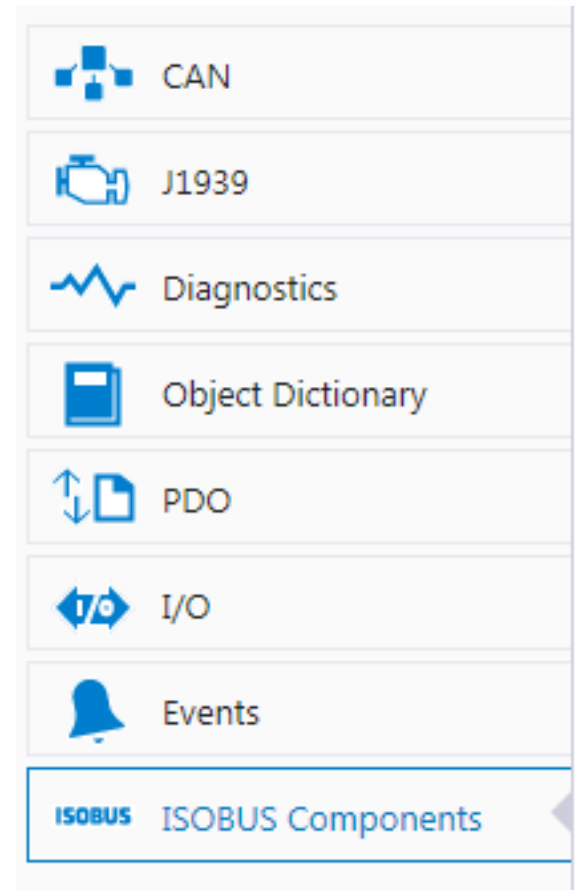 CAN
J1939
Diagnostics
Object Dictionary
PDO
I/O I/O
Events
ISOBUS ISOBUS Components